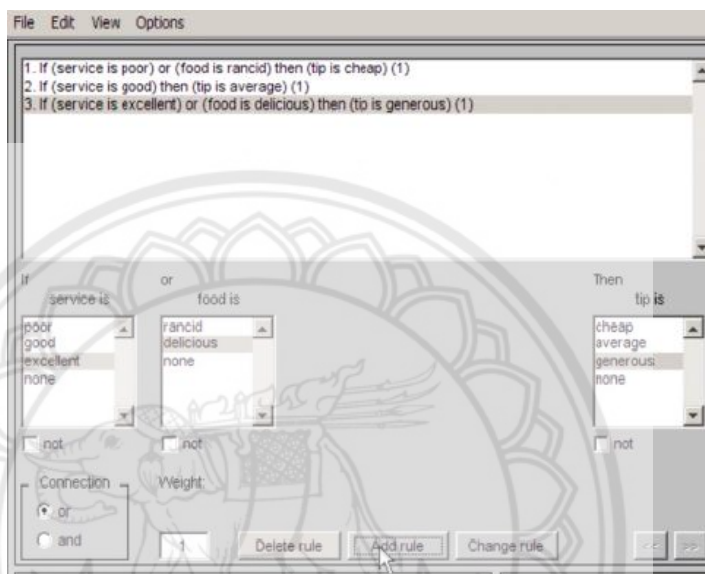 File Edit View Options
1. If (service is poor) or (food is rancid) then (tip is cheap) (1)
2. If (service is good) then (tip is average) (1)
3. If (service is excellent) or (food is delicious) then (tip is generous) (1)
If or Then
service is food is tip is
poor rancid cheap
good delicious average
excellent none generous
none none
not not not
Connection Weight:
or
and 1 Delete rule Add rule Change rule << >>